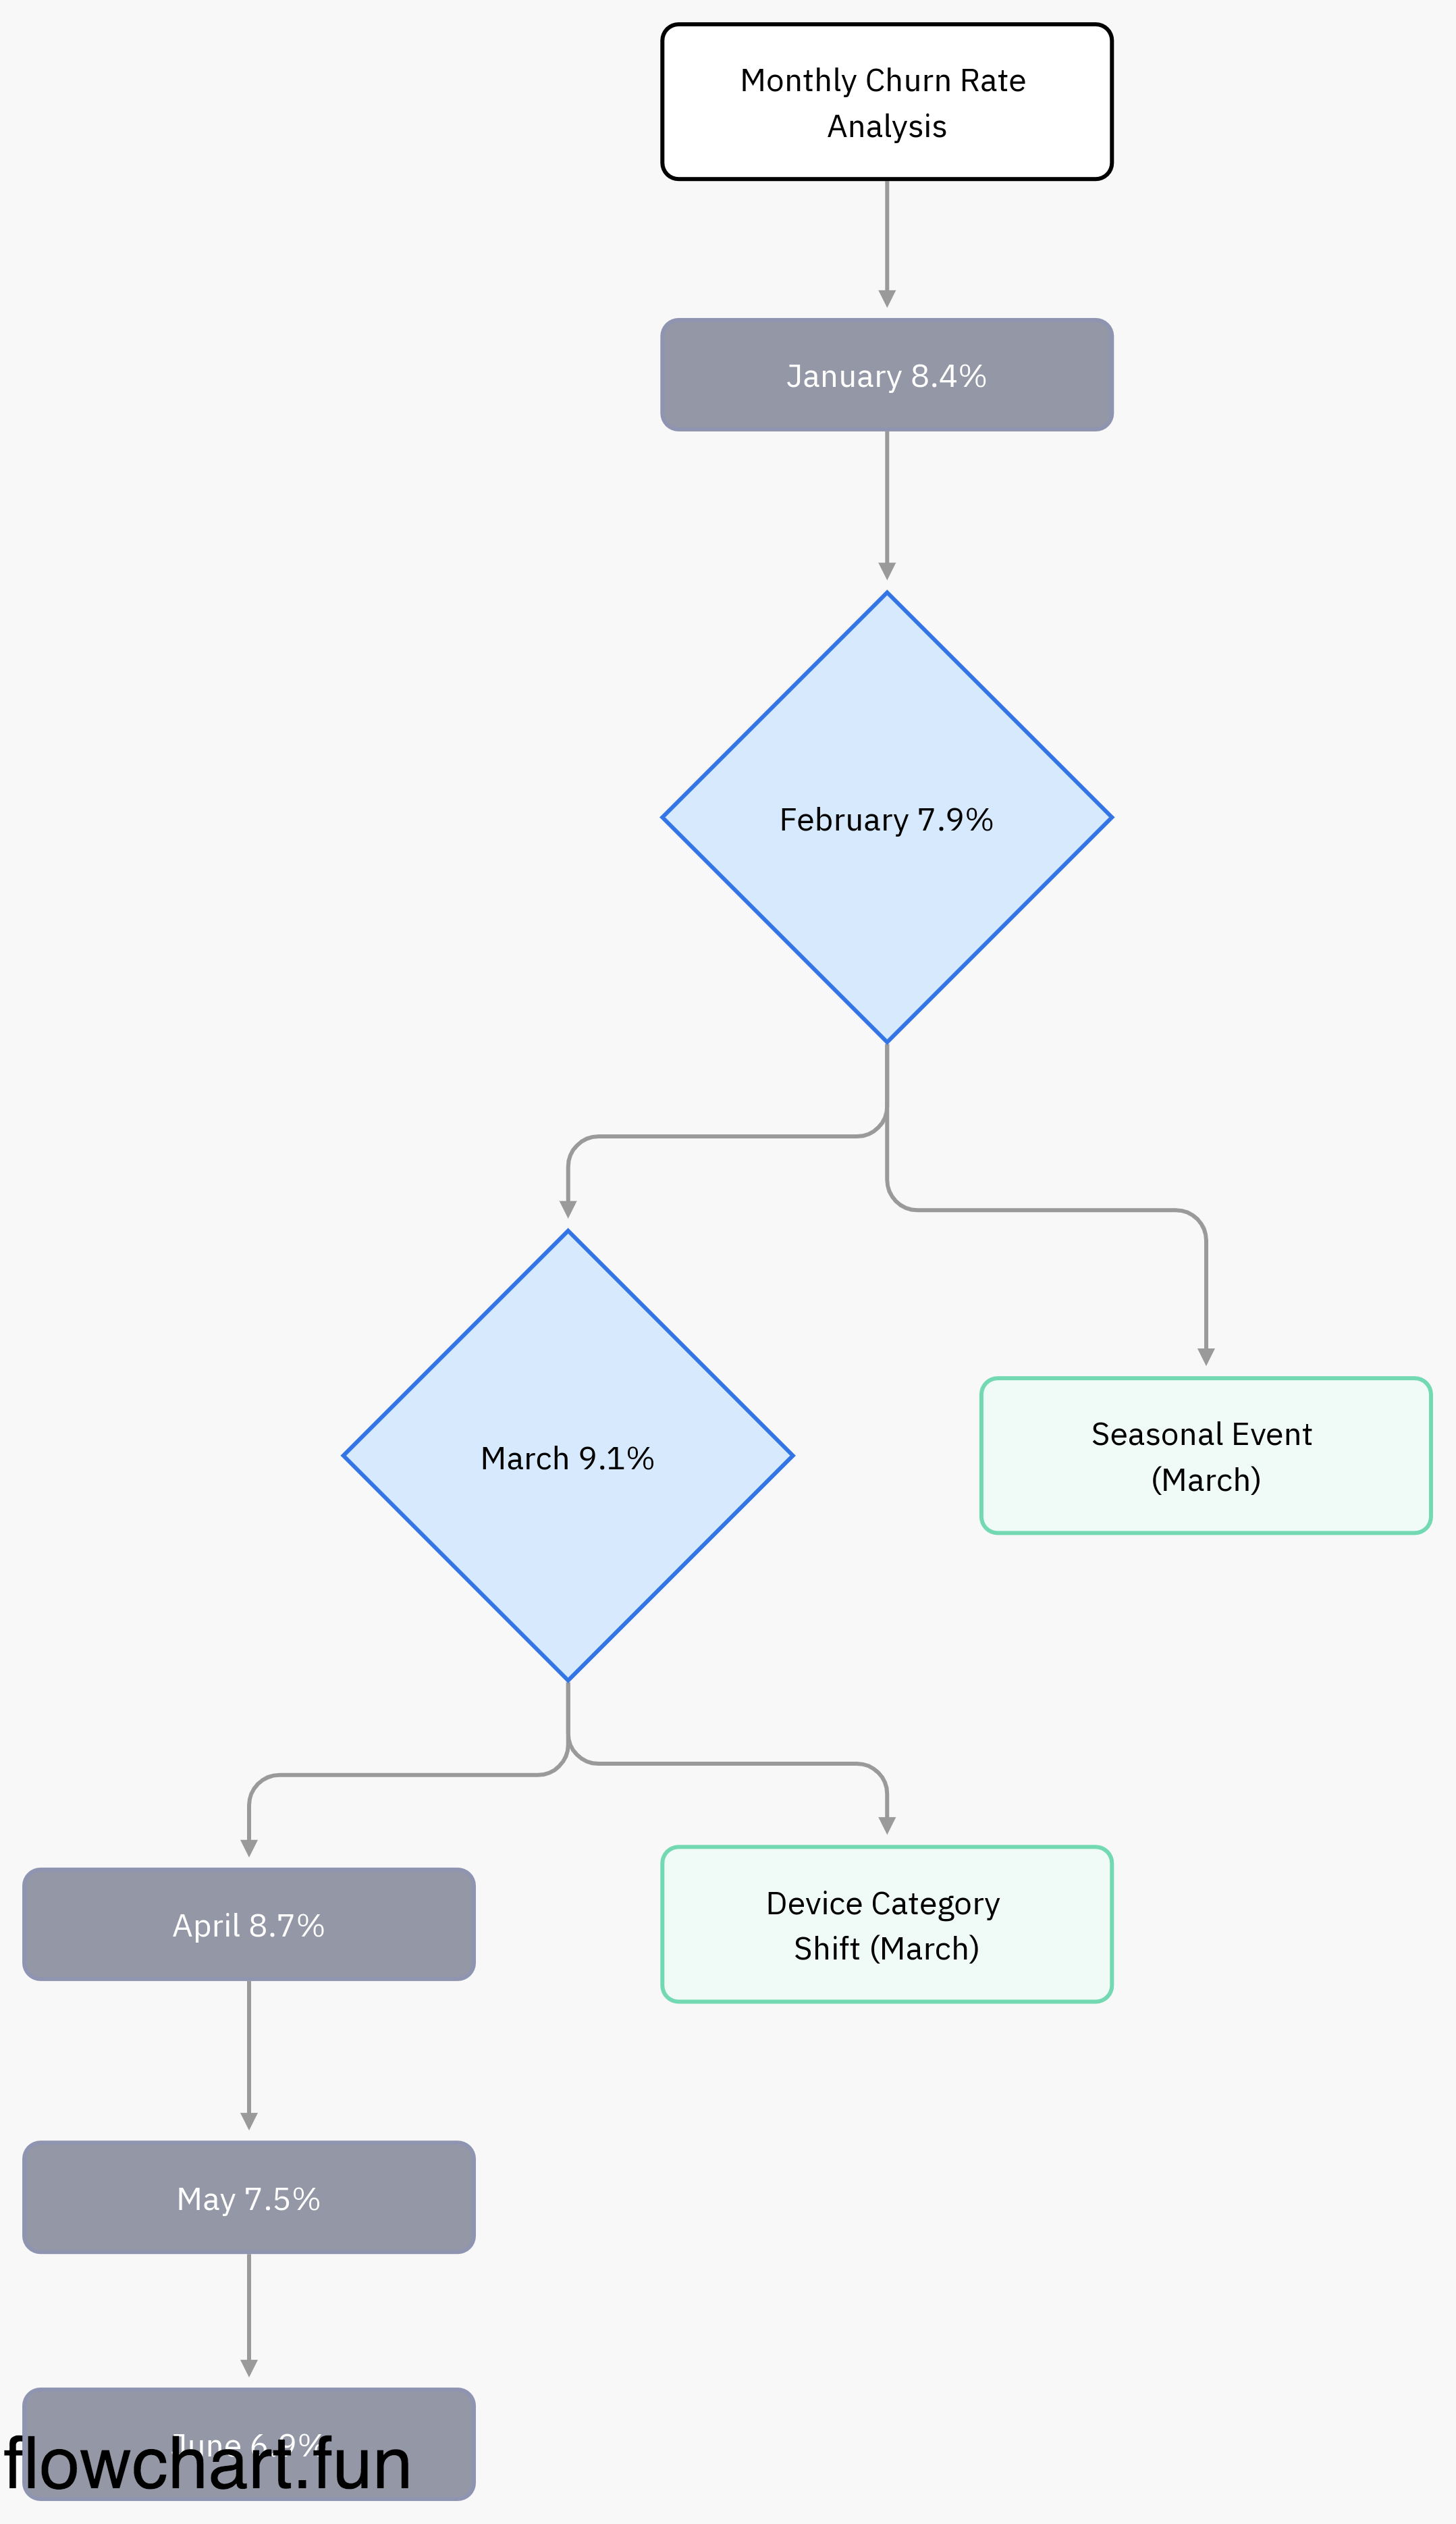 Monthly Churn Rate
Analysis
January 8.4%
February 7.9%
March 9.1%
Seasonal Event
(March)
April 8.7%
Device Category
Shift (March)
May 7.5%
June 6.9%
flowchart.fun